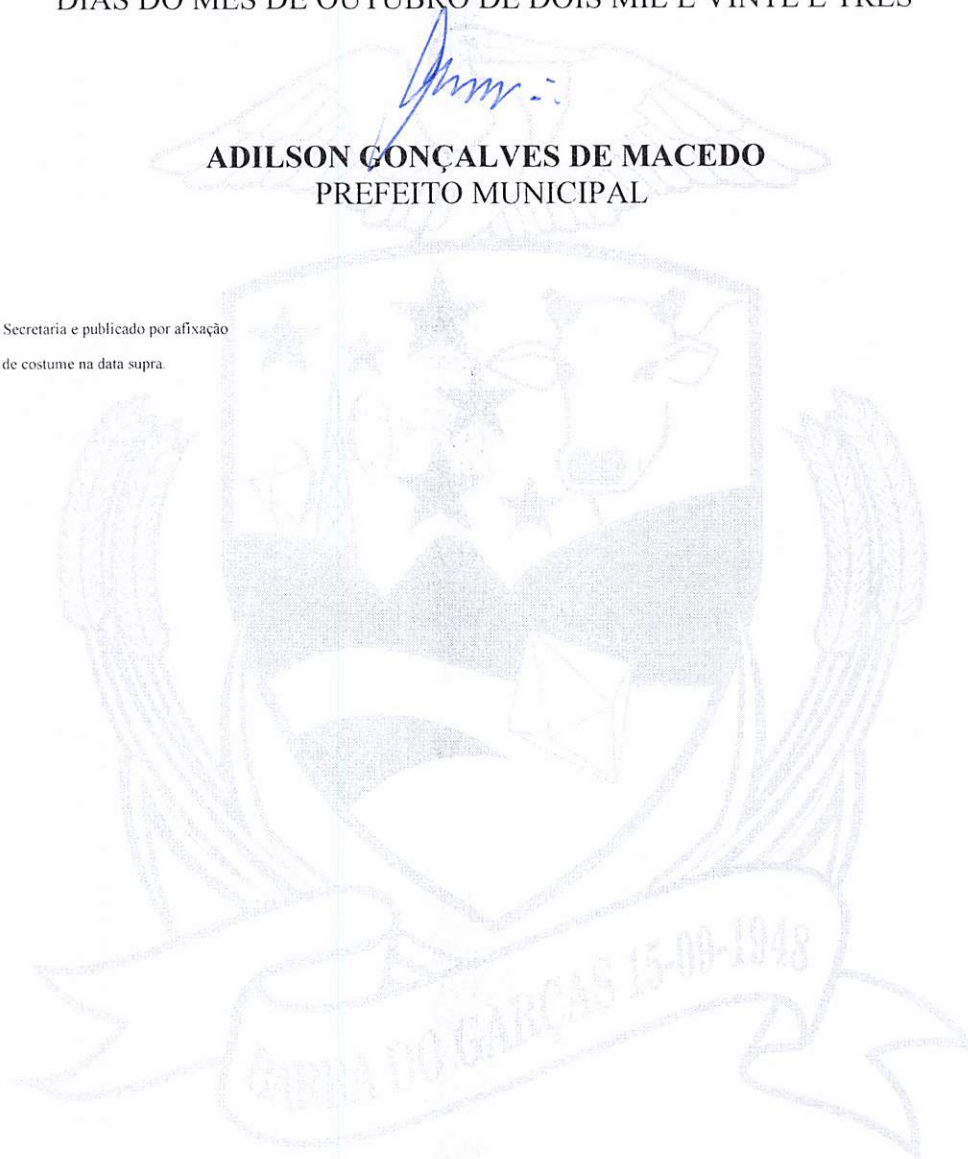 DIAS DO MÊS DE OUTUBRO DE DOIS MIL E VINTE E TRÊS
ADILSON GONÇALVES DE MACEDO
PREFEITO MUNICIPAL
Secretaria e publicado por afixação
de costume na data supra.
BARRA DO GARÇAS 15-09-1948